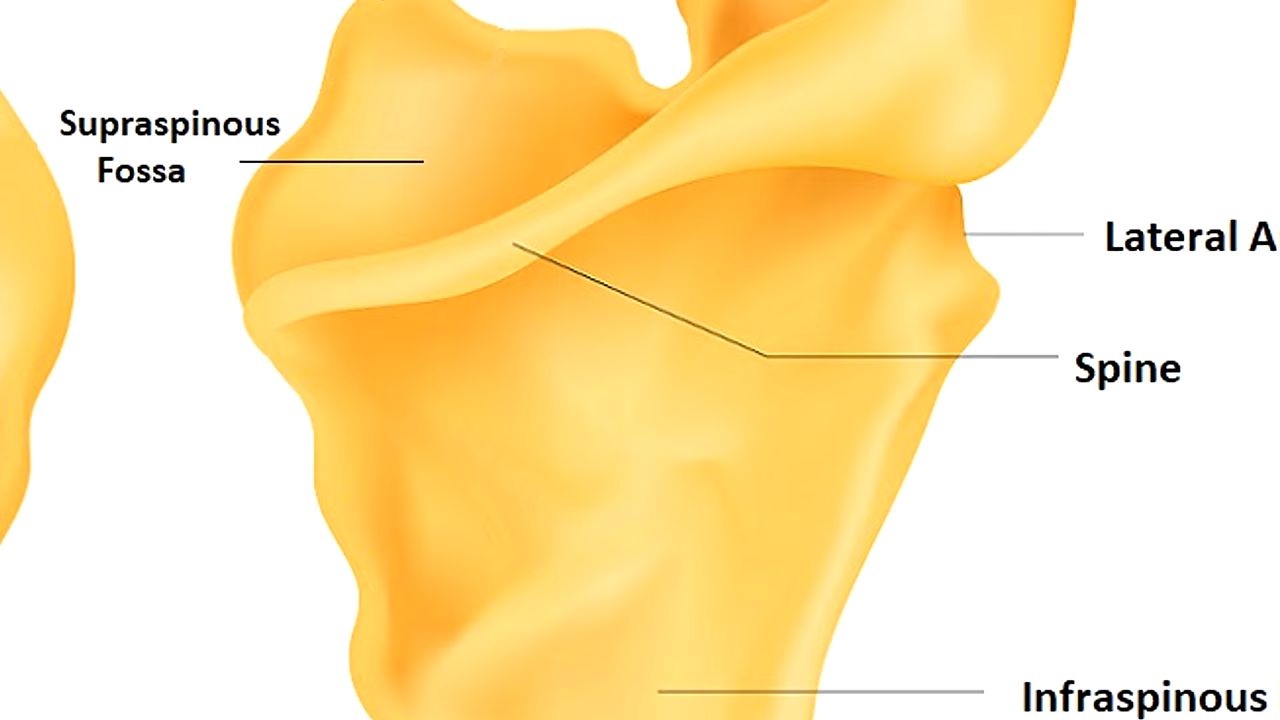 Supraspinous
Fossa
Lateral A
Spine
Infraspinous